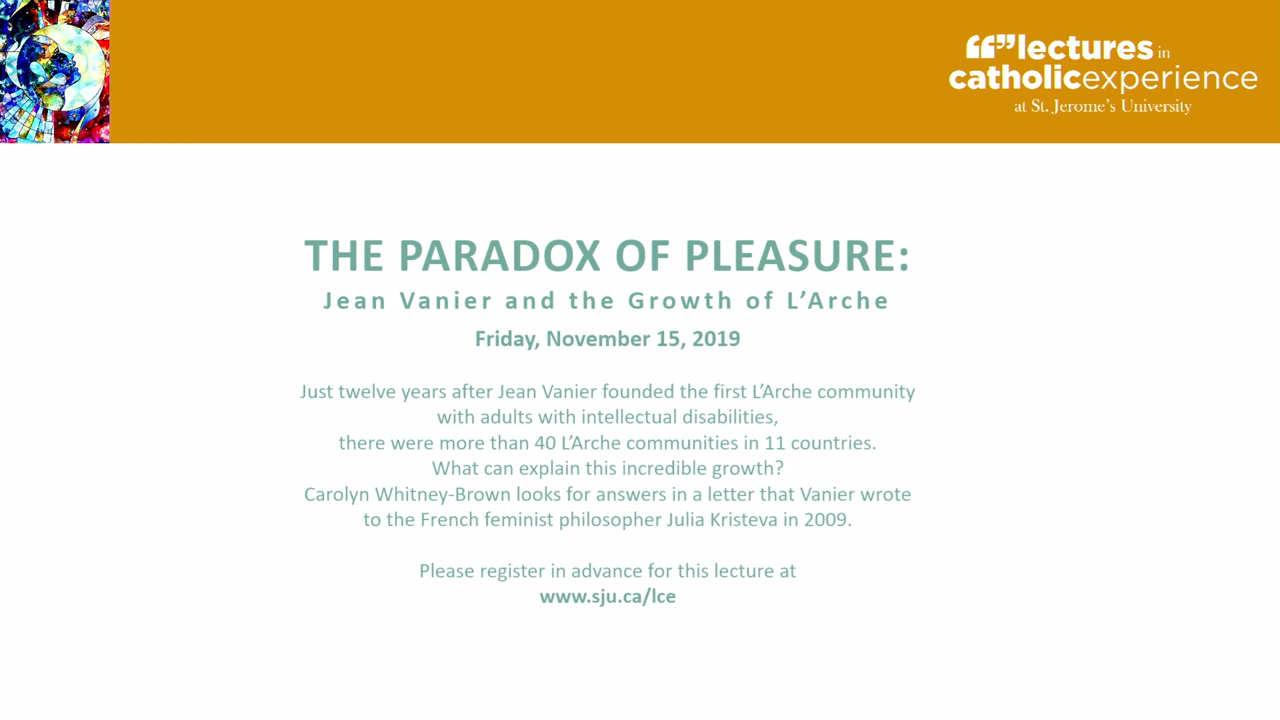 “”lectures in
catholicexperience
at St. Jerome’s University
THE PARADOX OF PLEASURE:
Jean Vanier and the Growth of L’Arche
Friday, November 15, 2019
Just twelve years after Jean Vanier founded the first L’Arche community
with adults with intellectual disabilities,
there were more than 40 L’Arche communities in 11 countries.
What can explain this incredible growth?
Carolyn Whitney-Brown looks for answers in a letter that Vanier wrote
to the French feminist philosopher Julia Kristeva in 2009.
Please register in advance for this lecture at
www.sju.ca/lce